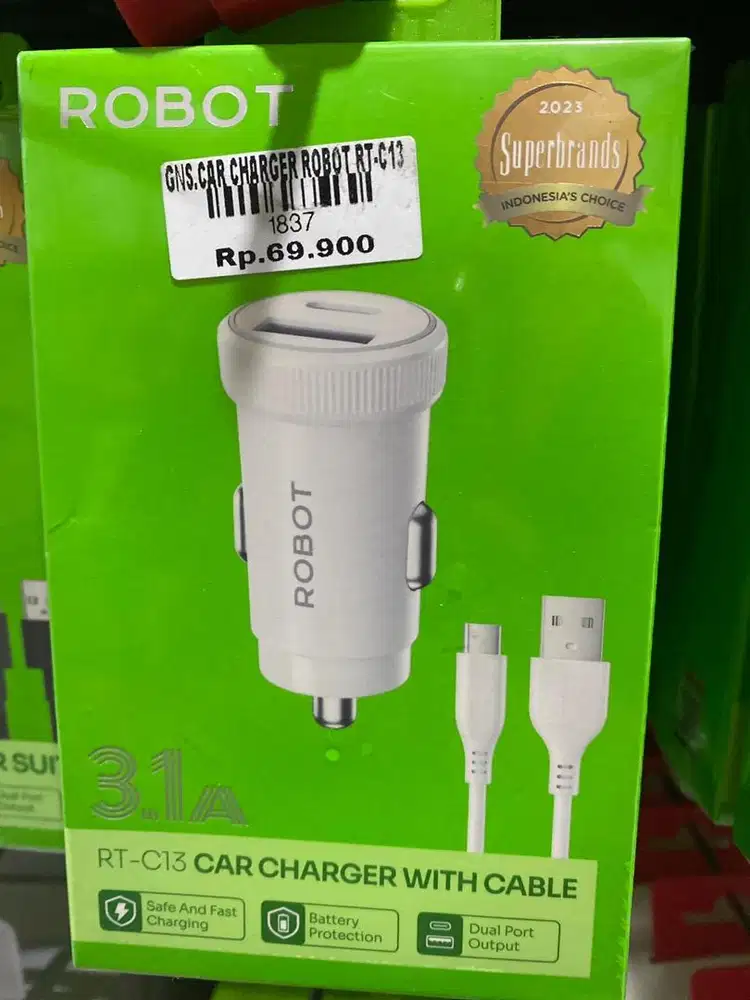 ROBOT
2023
Superbrands
INDONESIA'S CHOICE
GNS.CAR CHARGER ROBOT RT-C13
1837
Rp.69.900
ROBOT
3.1A
RT-C13 CAR CHARGER WITH CABLE
Safe And Fast
Charging
Battery
Protection
Dual Port
Output